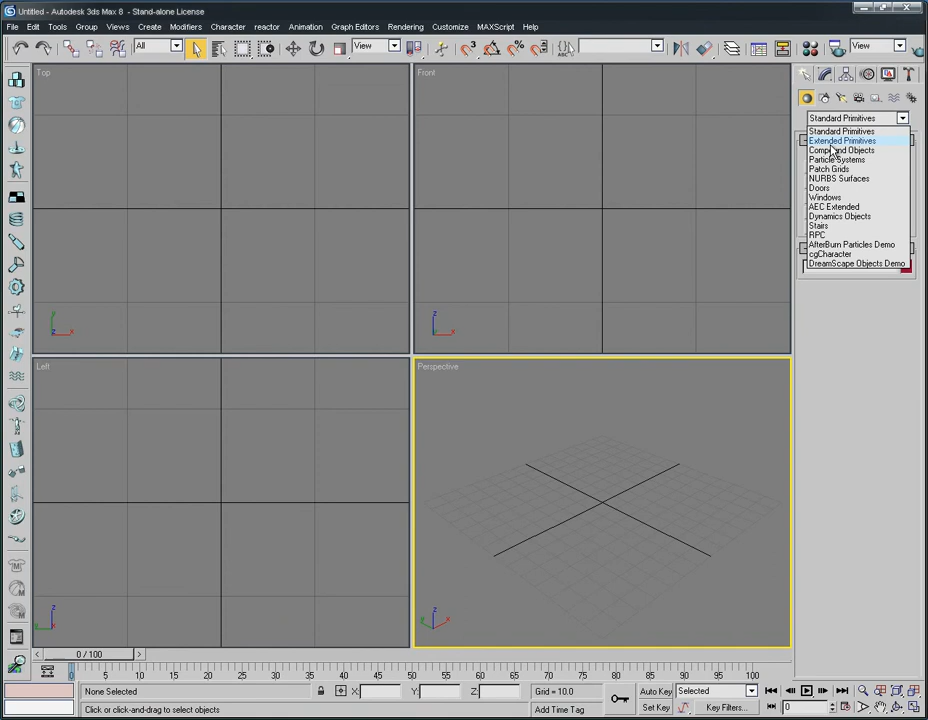 Untitled - Autodesk 3ds Max 8 - Stand-alone License
File Edit Tools Group Views Create Modifiers Character reactor Animation Graph Editors Rendering Customize MAXScript Help
All View View
Top Front
Standard Primitives
Standard Primitives
Extended Primitives
Compound Objects
Particle Systems
Patch Grids
NURBS Surfaces
Doors
Windows
AEC Extended
Dynamics Objects
Stairs
RPC
AfterBurn Particles Demo
cgCharacter
DreamScape Objects Demo
y
z x
z
y x
Left Perspective
z
y x
z
y x
0 / 100
0 5 10 15 20 25 30 35 40 45 50 55 60 65 70 75 80 85 90 95 100
None Selected X: Y: Z: Grid = 10.0 Auto Key Selected
Click or click-and-drag to select objects Add Time Tag Set Key Key Filters... 0